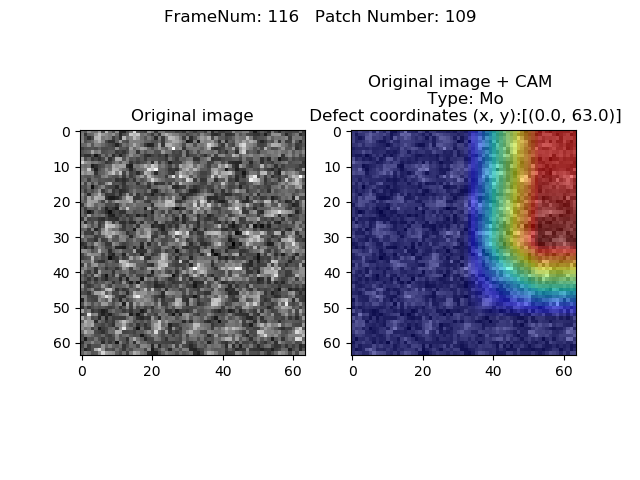 FrameNum: 116   Patch Number: 109
Original image
Original image + CAM
Type: Mo
Defect coordinates (x, y):[(0.0, 63.0)]
0
10
20
30
40
50
60
0 20 40 60
0
10
20
30
40
50
60
0 20 40 60